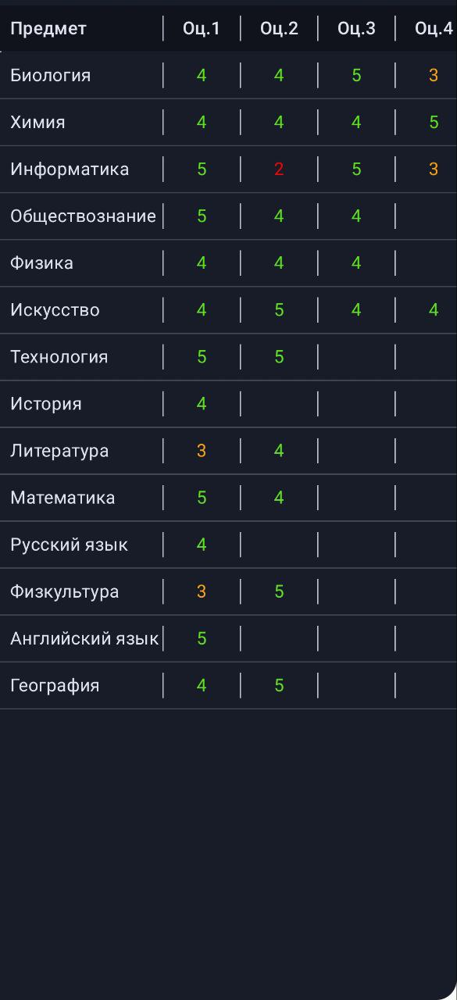 Предмет Оц.1 Оц.2 Оц.3 Оц.4
Биология 4 4 5 3
Химия 4 4 4 5
Информатика 5 2 5 3
Обществознание 5 4 4
Физика 4 4 4
Искусство 4 5 4 4
Технология 5 5
История 4
Литература 3 4
Математика 5 4
Русский язык 4
Физкультура 3 5
Английский язык 5
География 4 5